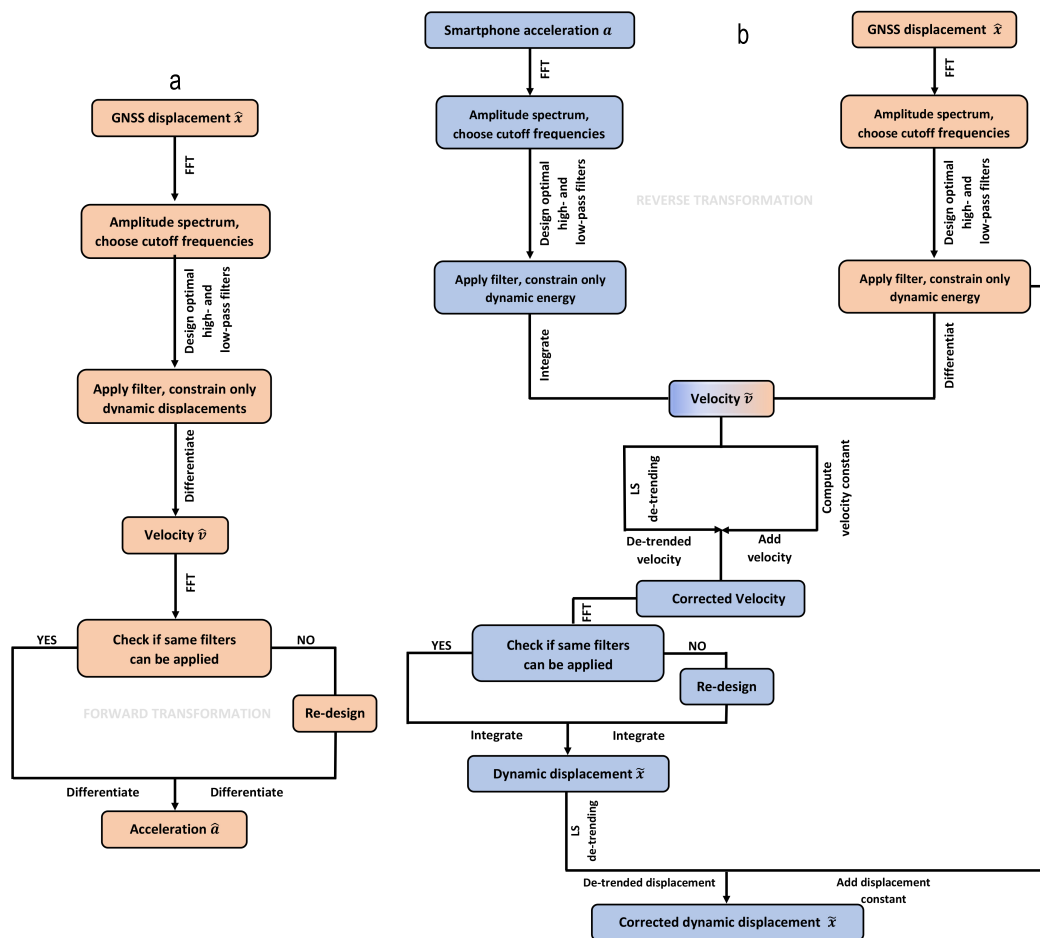 a
GNSS displacement x̂
FFT
Amplitude spectrum,
choose cutoff frequencies
Design optimal
high- and
low-pass filters
Apply filter, constrain only
dynamic displacements
Differentiate
Velocity v̂
FFT
Check if same filters
can be applied
YES
NO
Re-design
FORWARD TRANSFORMATION
Differentiate
Differentiate
Acceleration â
b
Smartphone acceleration a
FFT
Amplitude spectrum,
choose cutoff frequencies
Design optimal
high- and
low-pass filters
Apply filter, constrain only
dynamic energy
Integrate
REVERSE TRANSFORMATION
GNSS displacement x̂
FFT
Amplitude spectrum,
choose cutoff frequencies
Design optimal
high- and
low-pass filters
Apply filter, constrain only
dynamic energy
Differentiat
Velocity ṽ
LS
de-trending
Compute
velocity constant
De-trended
velocity
Add
velocity
Corrected Velocity
FFT
Check if same filters
can be applied
YES
NO
Re-design
Integrate
Integrate
Dynamic displacement x̃
LS
de-trending
De-trended displacement
Add displacement
constant
Corrected dynamic displacement x̃